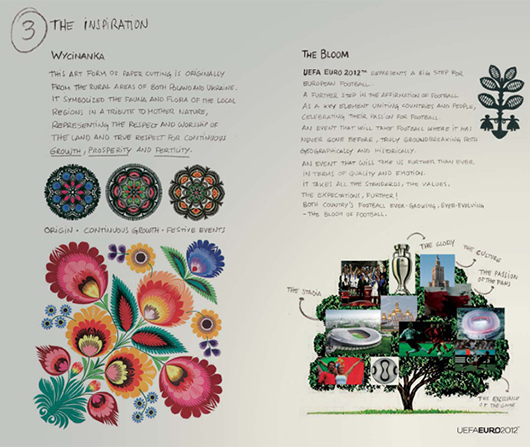 3 THE INSPIRATION
WYCINANKA
THIS ART FORM OF PAPER CUTTING IS ORIGINALLY
FROM THE RURAL AREAS OF BOTH POLAND AND UKRAINE.
IT SYMBOLIZED THE FAUNA AND FLORA OF THE LOCAL
REGIONS IN A TRIBUTE TO MOTHER NATURE,
REPRESENTING THE RESPECT AND WORSHIP OF
THE LAND AND TRUE RESPECT FOR CONTINUOUS
GROWTH, PROSPERITY AND FERTILITY.
ORIGIN · CONTINUOUS GROWTH · FESTIVE EVENTS
THE BLOOM
UEFA EURO 2012™ REPRESENTS A BIG STEP FOR
EUROPEAN FOOTBALL.
A FURTHER STEP IN THE AFFIRMATION OF FOOTBALL
AS A KEY ELEMENT UNITING COUNTRIES AND PEOPLE,
CELEBRATING THEIR PASSION FOR FOOTBALL.
AN EVENT THAT WILL TAKE FOOTBALL WHERE IT HAS
NEVER GONE BEFORE, TRULY GROUNDBREAKING BOTH
GEOGRAPHICALLY AND HISTORICALLY.
AN EVENT THAT WILL TAKE US FURTHER THAN EVER
IN TERMS OF QUALITY AND EMOTION.
IT TAKES ALL THE STANDARDS, THE VALUES,
THE EXPECTATIONS, FURTHER!
BOTH COUNTRY'S FOOTBALL EVER-GROWING, EVER-EVOLVING
- THE BLOOM OF FOOTBALL.
THE GLORY
THE CULTURE
THE PASSION
OF THE FANS
THE STADIA
THE EXCELLENCE
OF THE GAME
UEFAEURO2012™